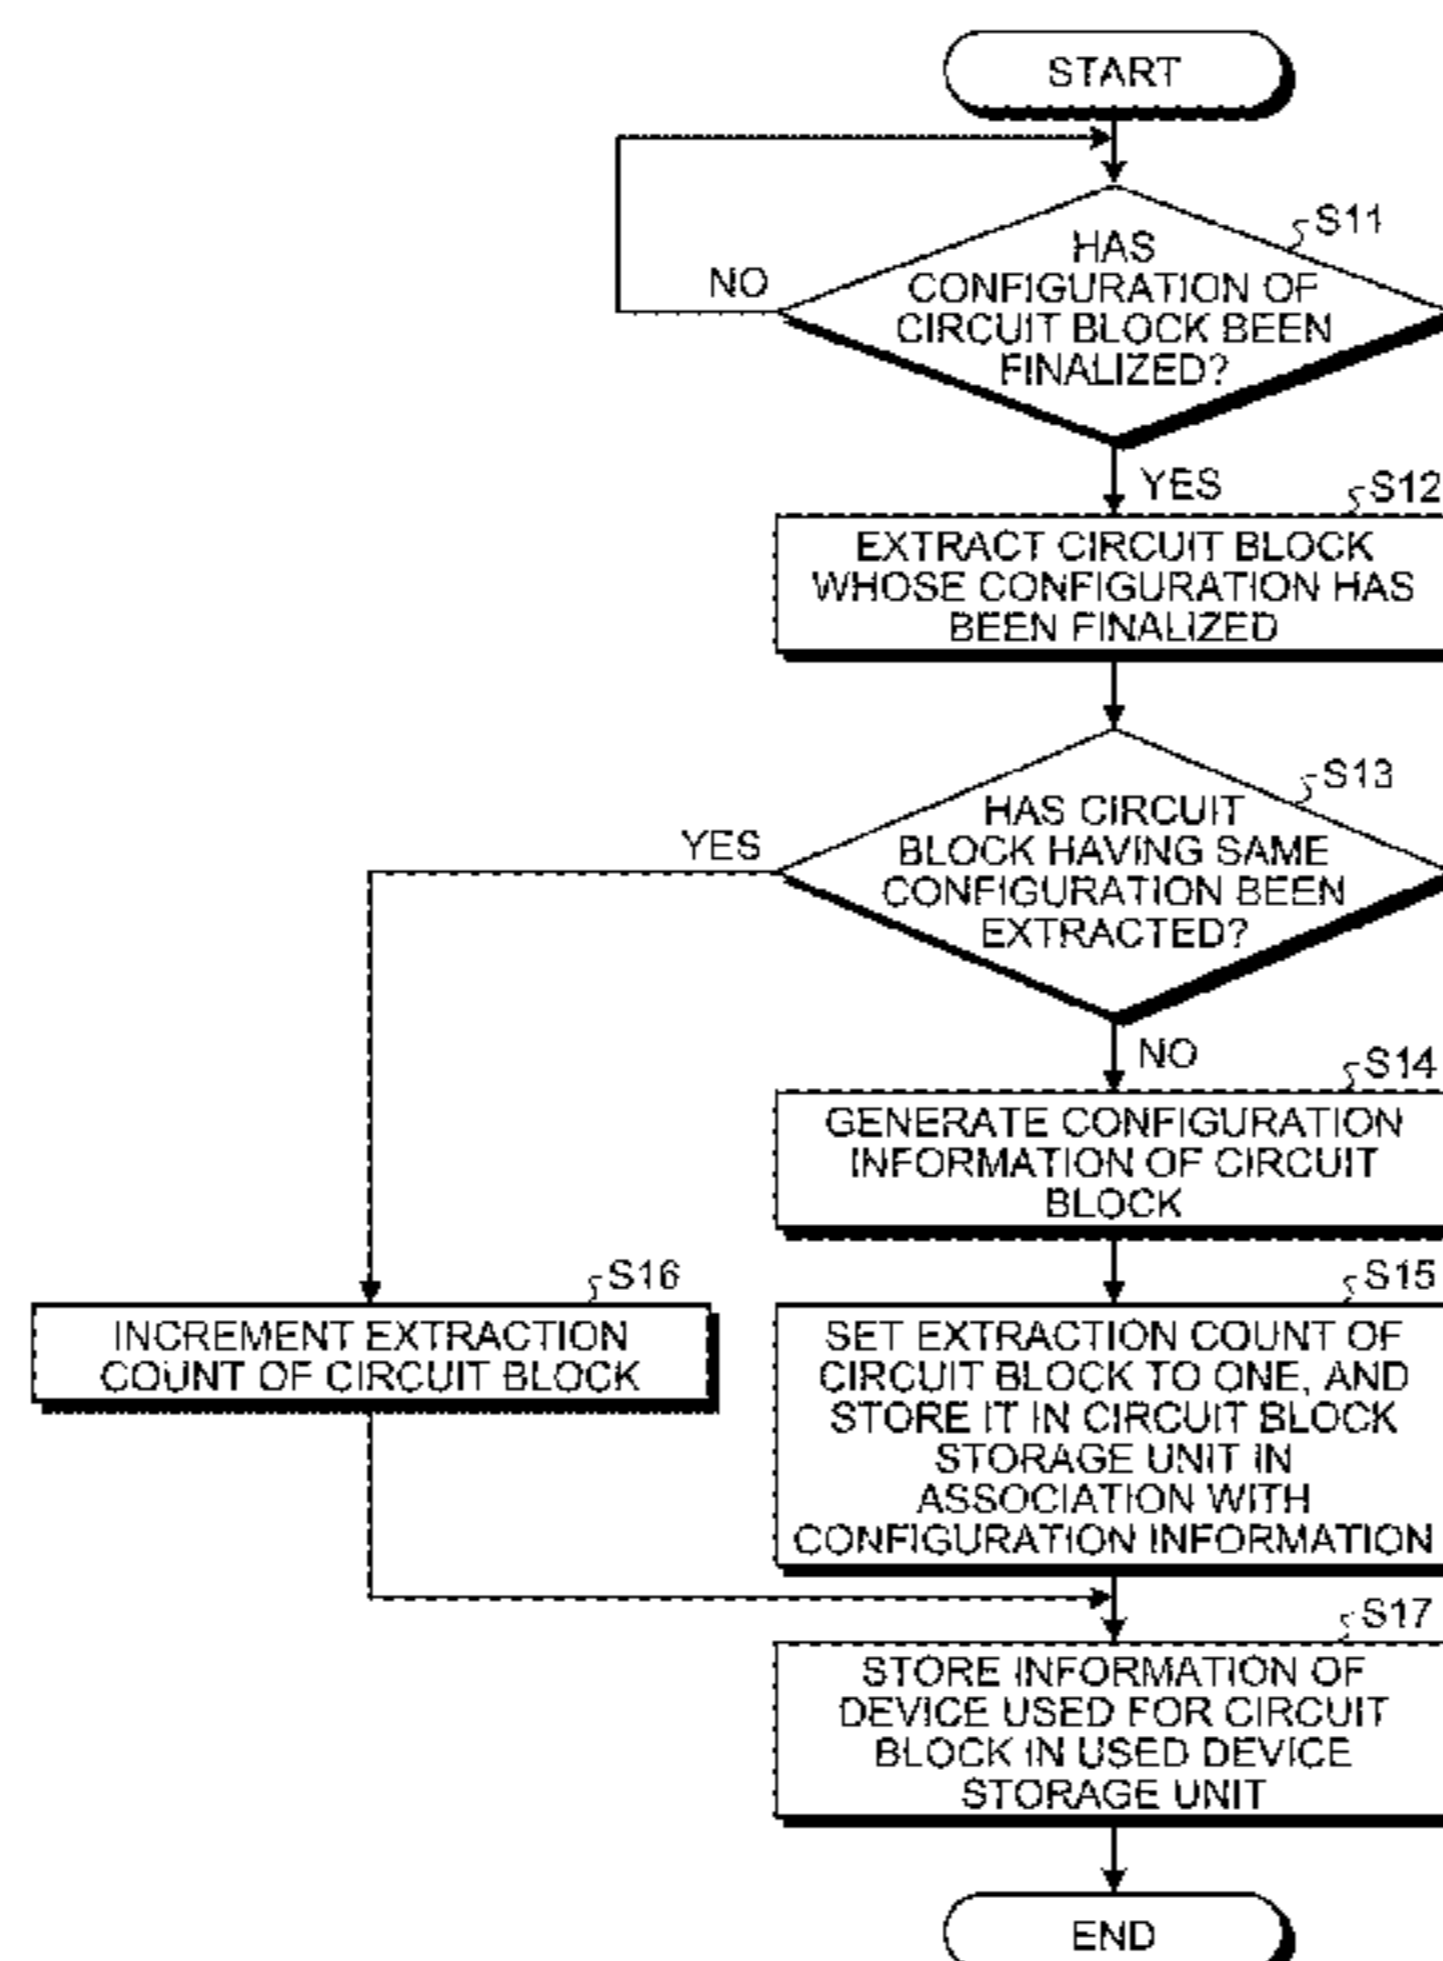 START
S11
HAS
CONFIGURATION OF
CIRCUIT BLOCK BEEN
FINALIZED?
NO
YES
S12
EXTRACT CIRCUIT BLOCK
WHOSE CONFIGURATION HAS
BEEN FINALIZED
S13
HAS CIRCUIT
BLOCK HAVING SAME
CONFIGURATION BEEN
EXTRACTED?
YES
NO
S14
GENERATE CONFIGURATION
INFORMATION OF CIRCUIT
BLOCK
S16
INCREMENT EXTRACTION
COUNT OF CIRCUIT BLOCK
S15
SET EXTRACTION COUNT OF
CIRCUIT BLOCK TO ONE, AND
STORE IT IN CIRCUIT BLOCK
STORAGE UNIT IN
ASSOCIATION WITH
CONFIGURATION INFORMATION
S17
STORE INFORMATION OF
DEVICE USED FOR CIRCUIT
BLOCK IN USED DEVICE
STORAGE UNIT
END